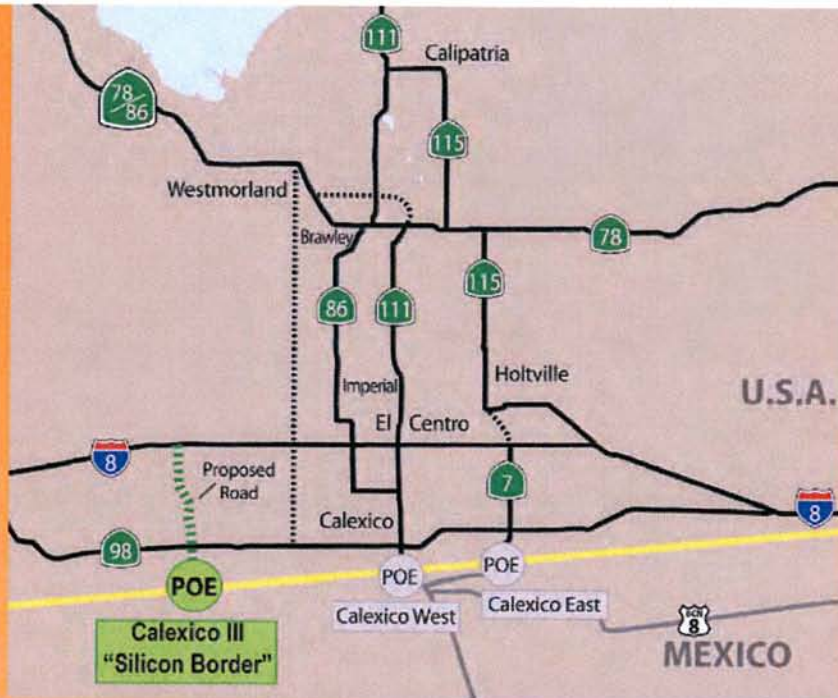 111
Calipatria
78/86
115
Westmorland
Brawley
78
86
111
115
Imperial
Holtville
U.S.A.
El Centro
8
Proposed
Road
7
8
Calexico
98
POE
POE
POE
Calexico West
Calexico East
BCN
8
Calexico III
"Silicon Border"
MEXICO